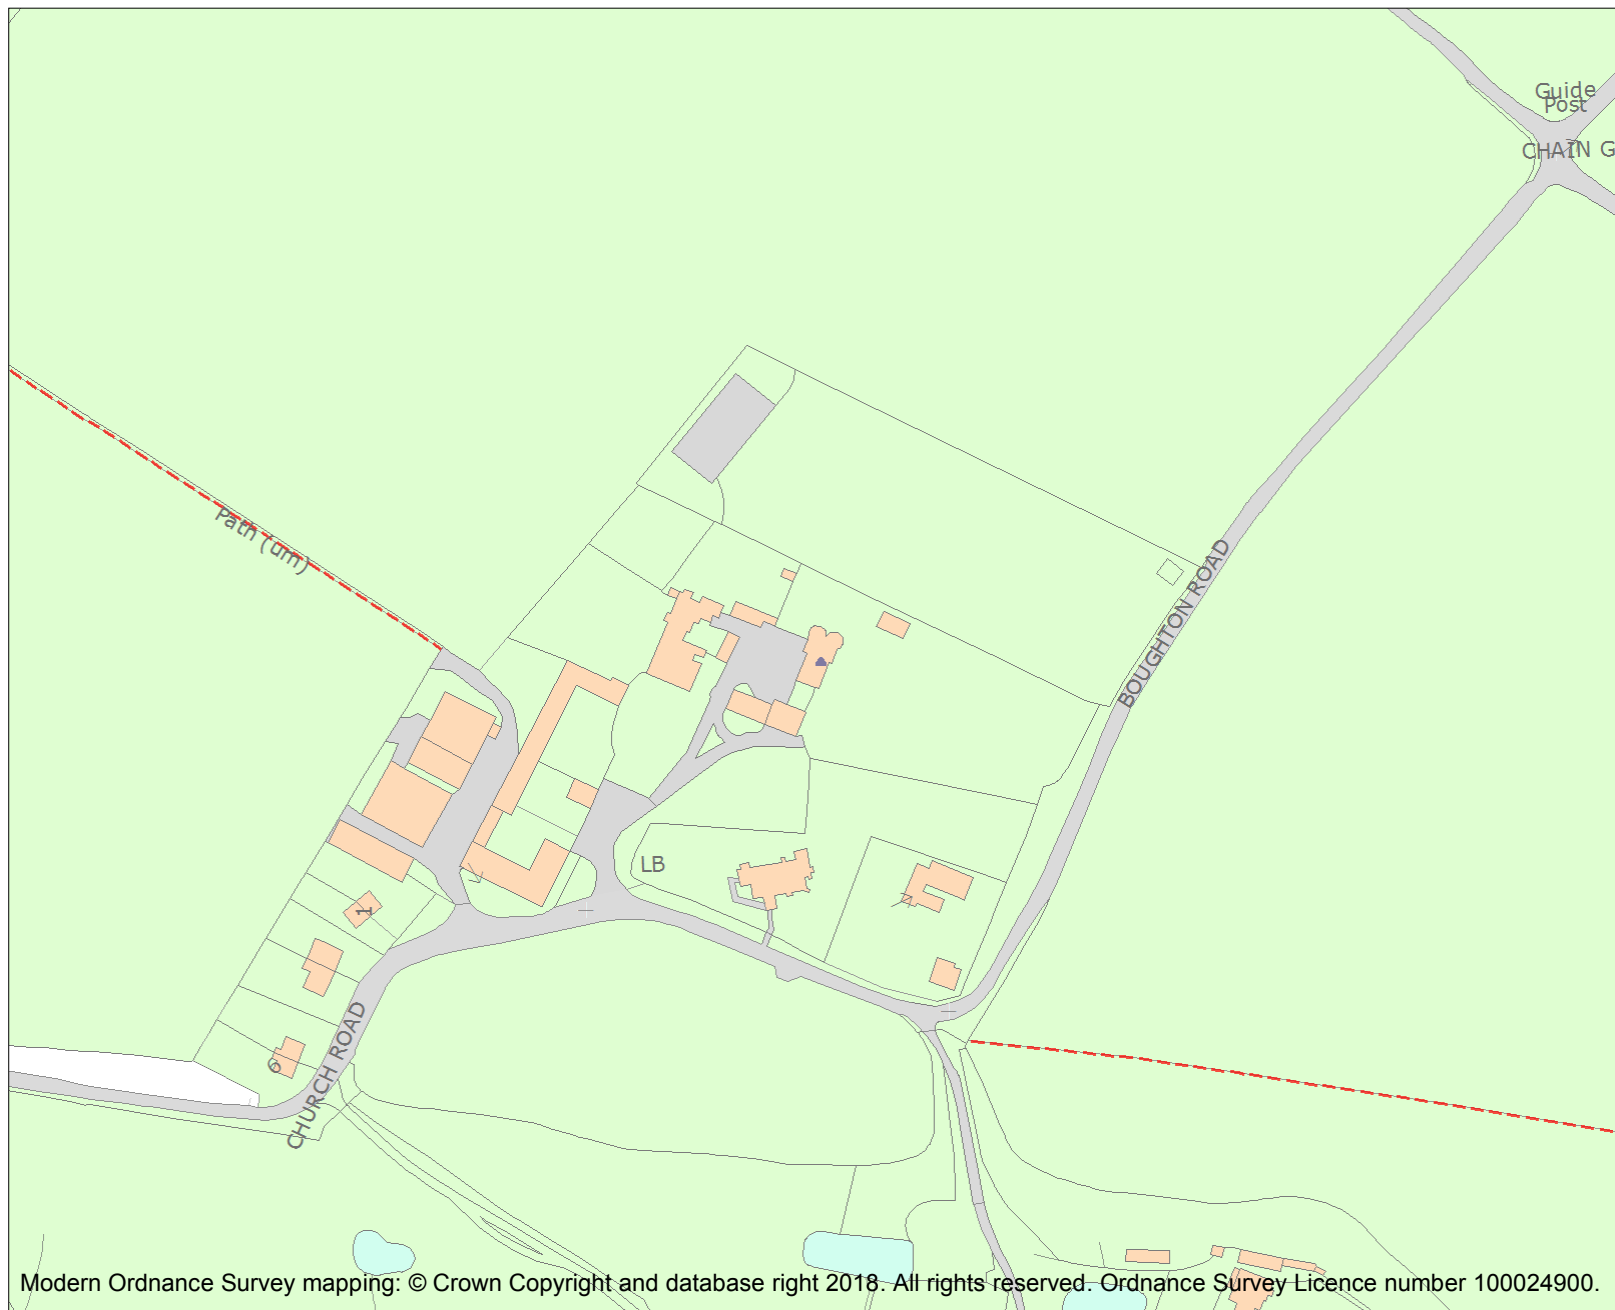 Guide
Post
CHAIN G
Path (um)
BOUGHTON ROAD
LB
1
6
CHURCH ROAD
Modern Ordnance Survey mapping: © Crown Copyright and database right 2018. All rights reserved. Ordnance Survey Licence number 100024900.